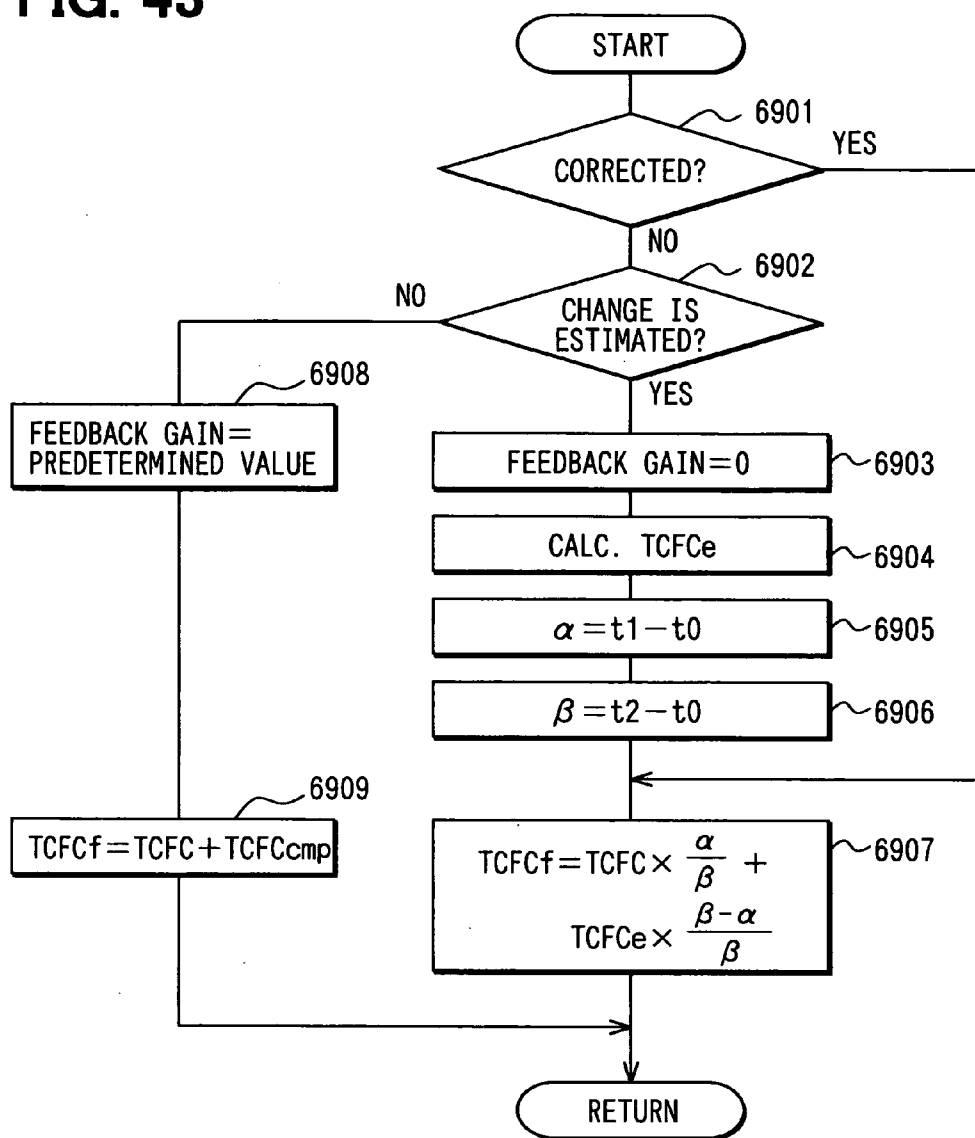 FIG. 43
START
6901
YES
CORRECTED?
NO
6902
NO
CHANGE IS
ESTIMATED?
YES
6908
FEEDBACK GAIN=
PREDETERMINED VALUE
FEEDBACK GAIN=0
6903
CALC. TCFCe
6904
α=t1-t0
6905
β=t2-t0
6906
6909
TCFCf=TCFC+TCFCcmp
TCFCf=TCFC× α/β +
TCFCe× β-α/β
6907
RETURN